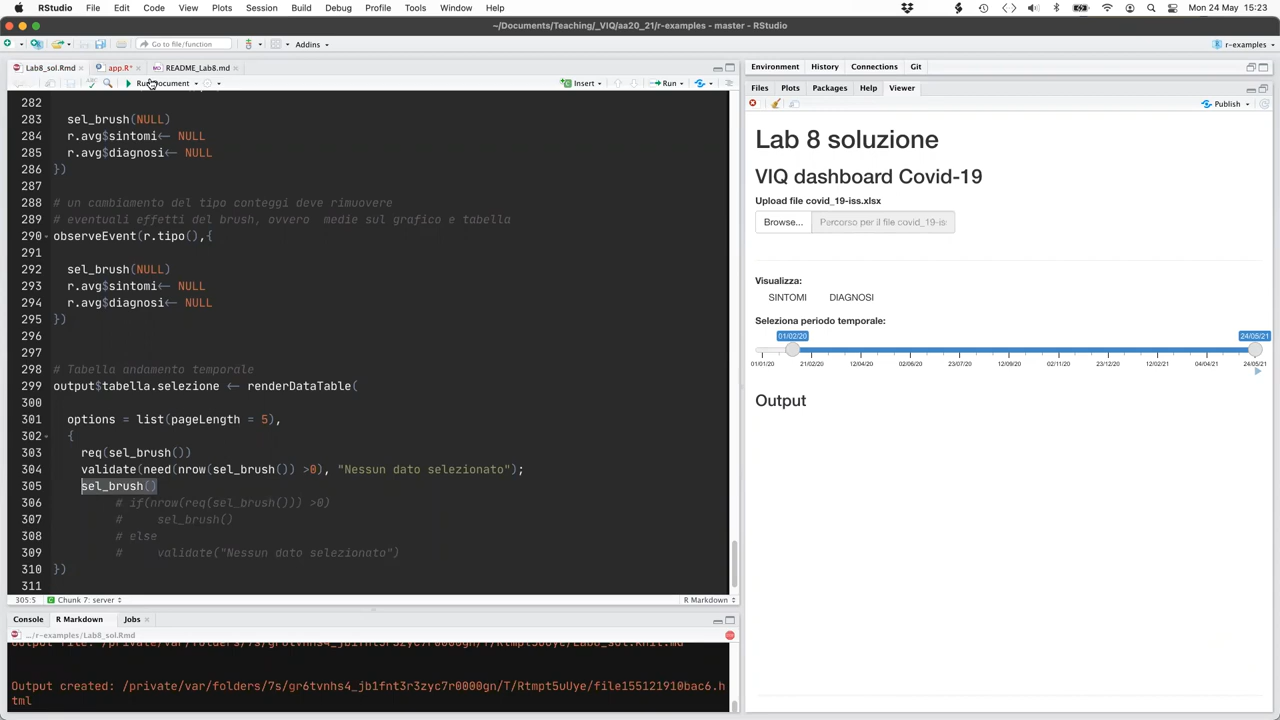 RStudio File Edit Code View Plots Session Build Debug Profile Tools Window Help Mon 24 May 15:23
~/Documents/Teaching/_VIQ/aa20_21/r-examples - master - RStudio
Go to file/function Addins r-examples
Lab8_sol.Rmd app.R* README_Lab8.md
Run Document Insert Run
282
283 sel_brush(NULL)
284 r.avg$sintomi<- NULL
285 r.avg$diagnosi<- NULL
286 })
287
288 # un cambiamento del tipo conteggi deve rimuovere
289 # eventuali effetti del brush, ovvero medie sul grafico e tabella
290 observeEvent(r.tipo(),{
291
292 sel_brush(NULL)
293 r.avg$sintomi<- NULL
294 r.avg$diagnosi<- NULL
295 })
296
297
298 # Tabella andamento temporale
299 output$tabella.selezione <- renderDataTable(
300
301 options = list(pageLength = 5),
302 {
303 req(sel_brush())
304 validate(need(nrow(sel_brush()) >0), "Nessun dato selezionato");
305 sel_brush()
306 # if(nrow(req(sel_brush())) >0)
307 # sel_brush()
308 # else
309 # validate("Nessun dato selezionato")
310 })
311
305:5 Chunk 7: server R Markdown
Console R Markdown Jobs
.../r-examples/Lab8_sol.Rmd
Output created: /private/var/folders/7s/gr6tvnhs4_jb1fnt3r3zyc7r0000gn/T/Rtmpt5uUye/file155121910bac6.h
tml
Environment History Connections Git
Files Plots Packages Help Viewer
Publish
Lab 8 soluzione
VIQ dashboard Covid-19
Upload file covid_19-iss.xlsx
Browse... Percorso per il file covid_19-is
Visualizza:
SINTOMI DIAGNOSI
Seleziona periodo temporale:
01/02/20 24/05/21
01/01/20 21/02/20 12/04/20 02/06/20 23/07/20 12/09/20 02/11/20 23/12/20 12/02/21 04/04/21 24/05/21
Output